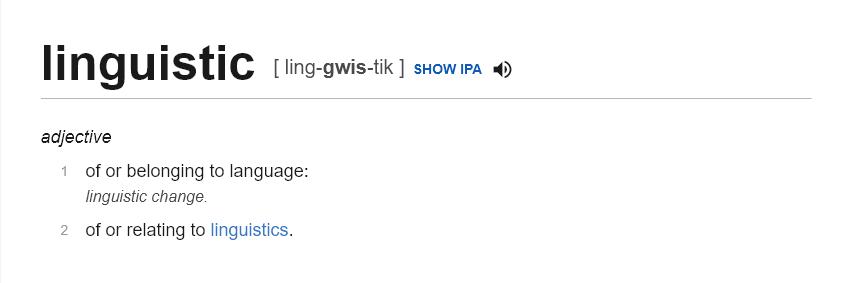 linguistic [ ling-gwis-tik ] SHOW IPA
adjective
1 of or belonging to language:
linguistic change.
2 of or relating to linguistics.